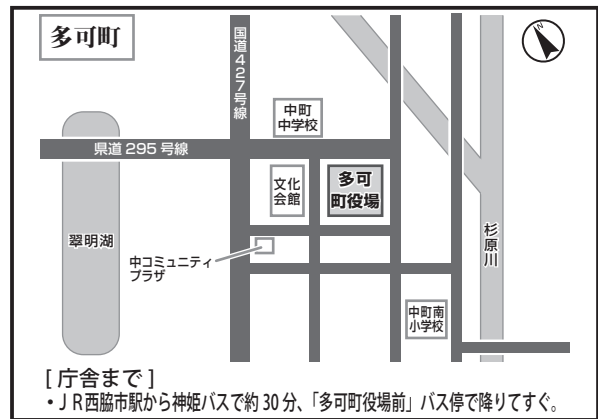 多可町
N
国道427号線
中町
中学校
県道295号線
文化
会館
多可
町役場
翠明湖
中コミュニティ
プラザ
杉原川
中町南
小学校
[庁舎まで]
・JR西脇市駅から神姫バスで約30分、「多可町役場前」バス停で降りてすぐ。